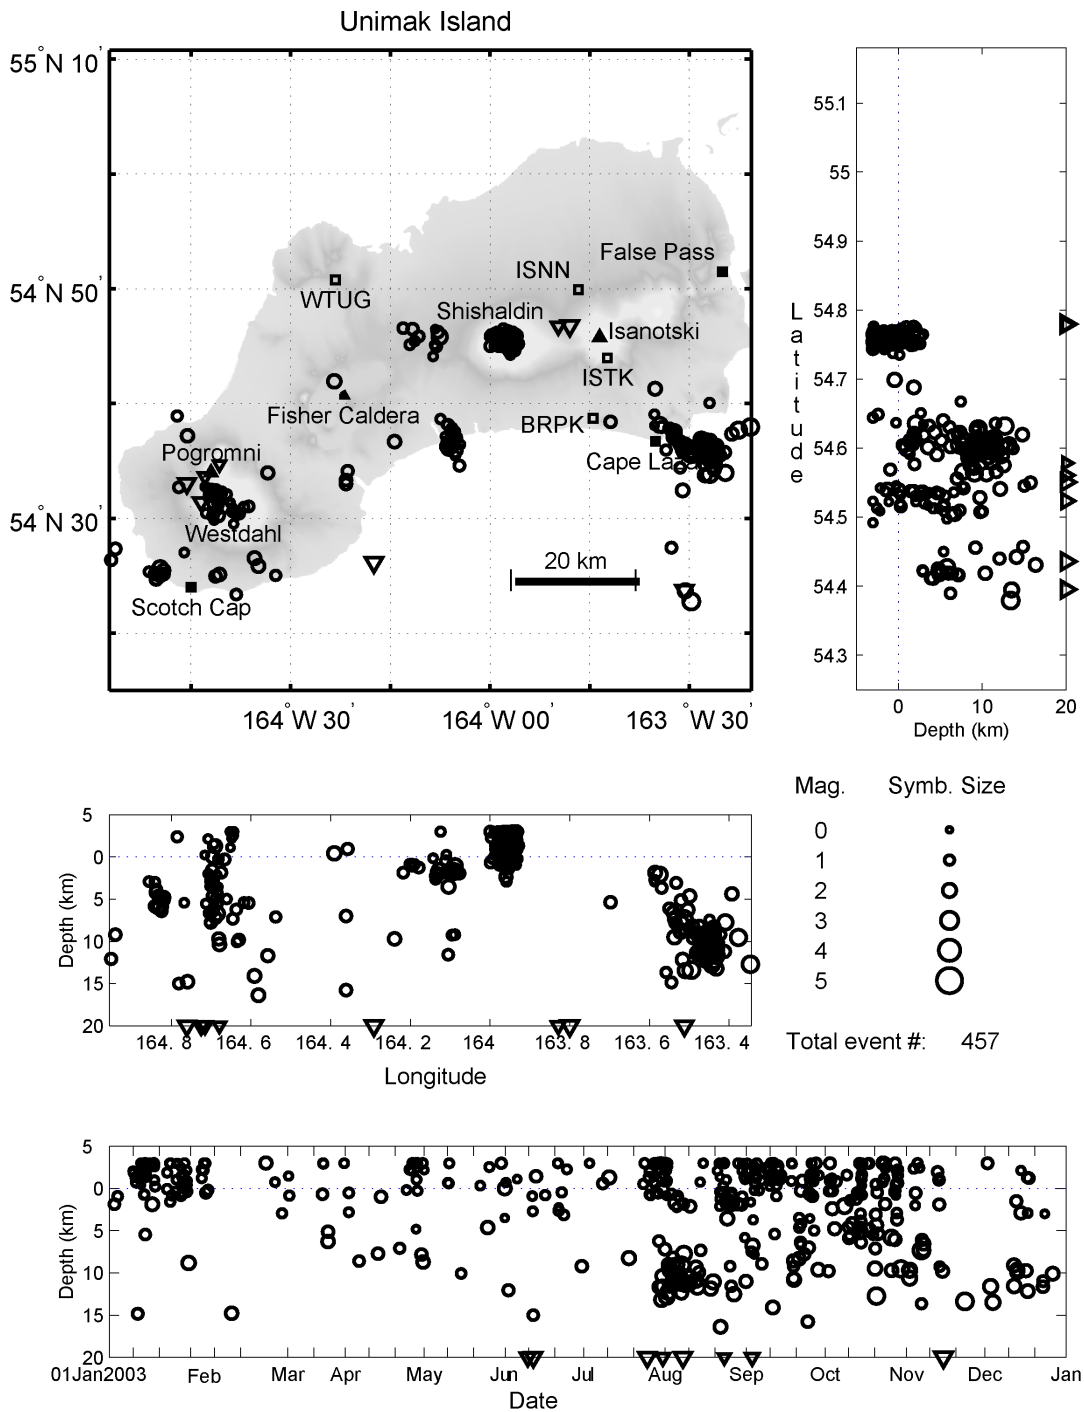 Unimak Island
55°N 10'
54°N 50'
54°N 30'
164°W 30'
164°W 00'
163°W 30'
False Pass
ISNN
WTUG
Shishaldin
Isanotski
ISTK
Fisher Caldera
BRPK
Pogromni
Cape Laza
Westdahl
20 km
Scotch Cap
55.1
55
54.9
54.8
54.7
54.6
54.5
54.4
54.3
Latitude
0 10 20
Depth (km)
Mag. Symb. Size
0
1
2
3
4
5
Total event #: 457
5
0
5
10
15
20
Depth (km)
164. 8 164. 6 164. 4 164. 2 164 163. 8 163. 6 163. 4
Longitude
5
0
5
10
15
20
Depth (km)
01Jan2003 Feb Mar Apr May Jun Jul Aug Sep Oct Nov Dec Jan
Date